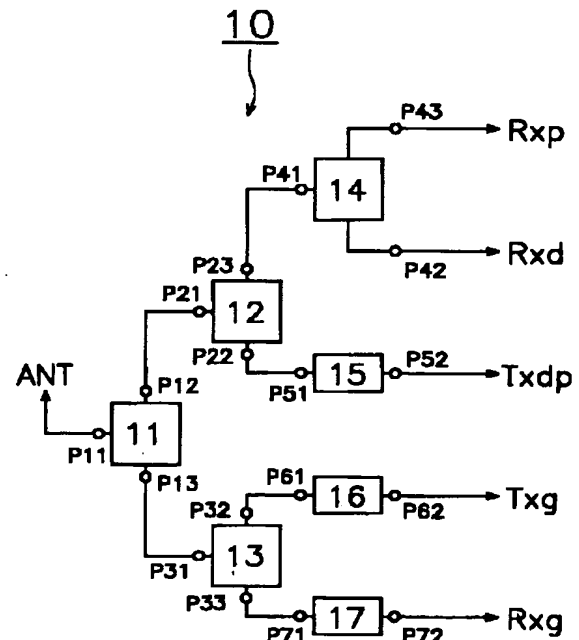 10
P43
Rxp
P41
14
P23
Rxd
P42
P21
12
P22
P52
Txdp
ANT
P12
P51
15
11
P11
P13
P61
16
Txg
P32
P62
13
P31
P33
17
Rxg
P71
P72